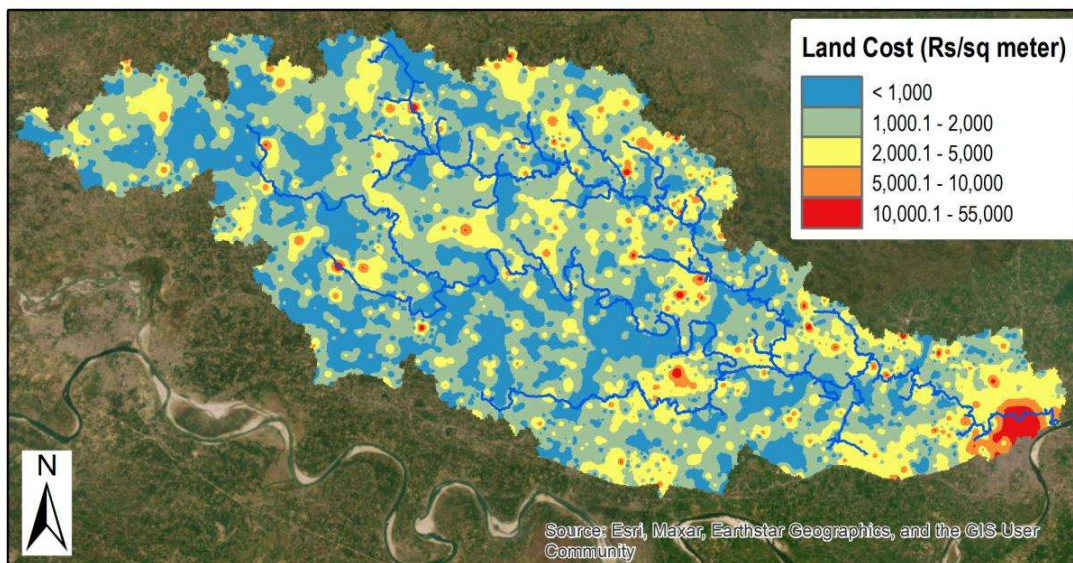 Land Cost (Rs/sq meter)
< 1,000
1,000.1 - 2,000
2,000.1 - 5,000
5,000.1 - 10,000
10,000.1 - 55,000
N
Source: Esri, Maxar, Earthstar Geographics, and the GIS User
Community